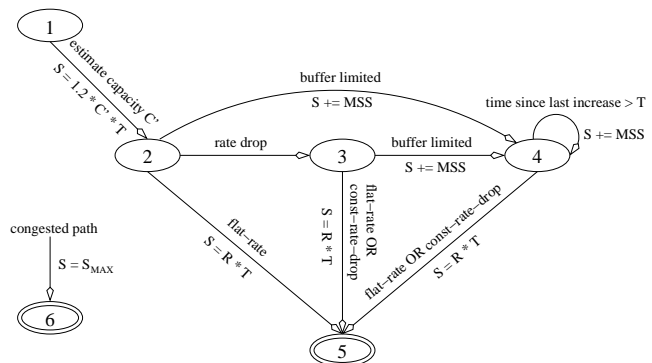 1
estimate capacity C'
S = 1.2 * C' * T
buffer limited
S += MSS
time since last increase > T
S += MSS
2
rate drop
3
buffer limited
S += MSS
4
flat−rate
S = R * T
flat−rate OR
const−rate−drop
S = R * T
flat−rate OR const−rate−drop
S = R * T
congested path
S = SMAX
6
5